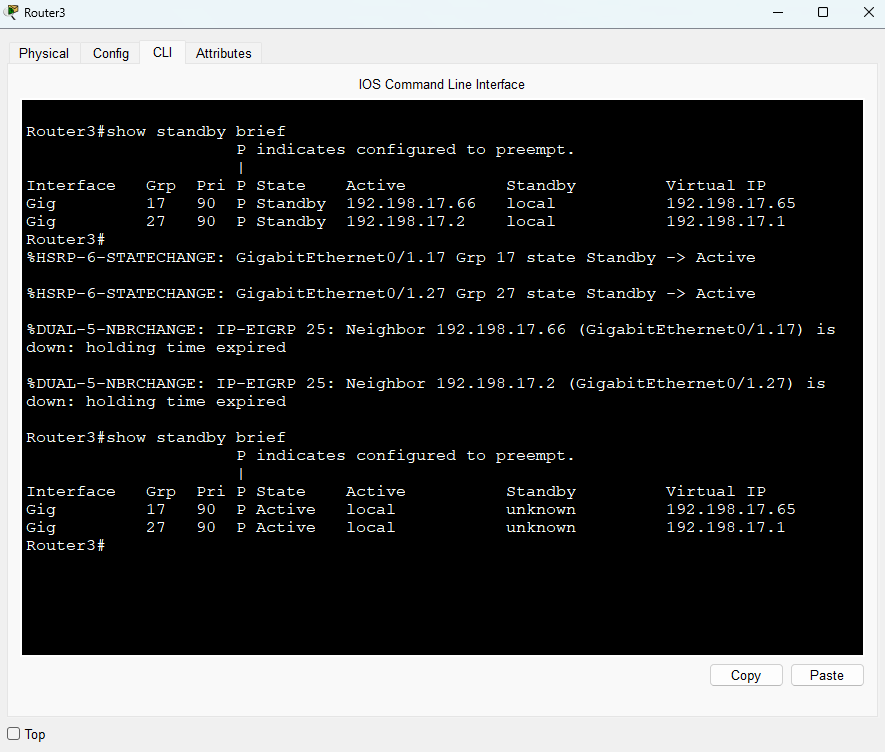 Router3
Physical Config CLI Attributes
IOS Command Line Interface
Router3#show standby brief
P indicates configured to preempt.
|
Interface Grp Pri P State Active Standby Virtual IP
Gig 17 90 P Standby 192.198.17.66 local 192.198.17.65
Gig 27 90 P Standby 192.198.17.2 local 192.198.17.1
Router3#
%HSRP-6-STATECHANGE: GigabitEthernet0/1.17 Grp 17 state Standby -> Active
%HSRP-6-STATECHANGE: GigabitEthernet0/1.27 Grp 27 state Standby -> Active
%DUAL-5-NBRCHANGE: IP-EIGRP 25: Neighbor 192.198.17.66 (GigabitEthernet0/1.17) is
down: holding time expired
%DUAL-5-NBRCHANGE: IP-EIGRP 25: Neighbor 192.198.17.2 (GigabitEthernet0/1.27) is
down: holding time expired
Router3#show standby brief
P indicates configured to preempt.
|
Interface Grp Pri P State Active Standby Virtual IP
Gig 17 90 P Active local unknown 192.198.17.65
Gig 27 90 P Active local unknown 192.198.17.1
Router3#
Copy Paste
Top